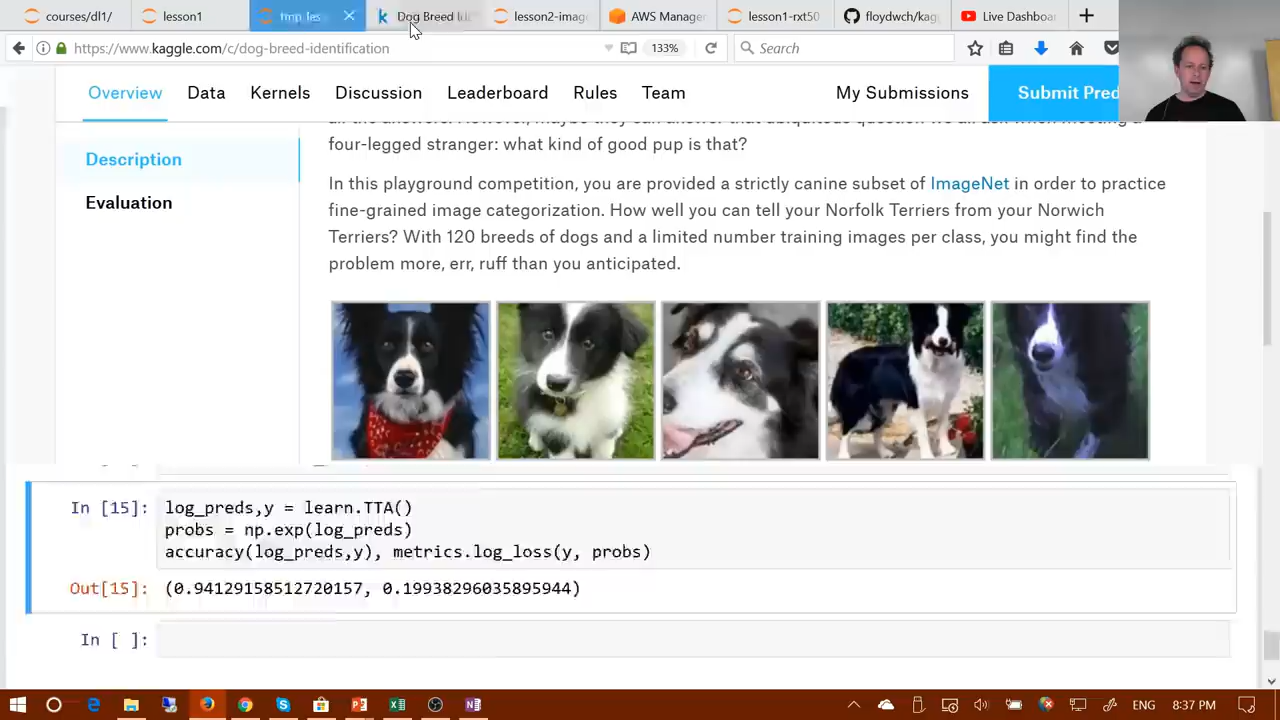 courses/dl1/
lesson1
tmp_les
Dog Breed
lesson2-image
AWS Manager
lesson1-rxt50
floydwch/kagg
Live Dashboa
https://www.kaggle.com/c/dog-breed-identification
133%
Search
Overview
Data
Kernels
Discussion
Leaderboard
Rules
Team
My Submissions
Submit Pred
Description
Evaluation
four-legged stranger: what kind of good pup is that?
In this playground competition, you are provided a strictly canine subset of ImageNet in order to practice
fine-grained image categorization. How well you can tell your Norfolk Terriers from your Norwich
Terriers? With 120 breeds of dogs and a limited number training images per class, you might find the
problem more, err, ruff than you anticipated.
In [15]:
log_preds,y = learn.TTA()
probs = np.exp(log_preds)
accuracy(log_preds,y), metrics.log_loss(y, probs)
Out[15]: (0.94129158512720157, 0.19938296035895944)
In [ ]:
ENG
8:37 PM